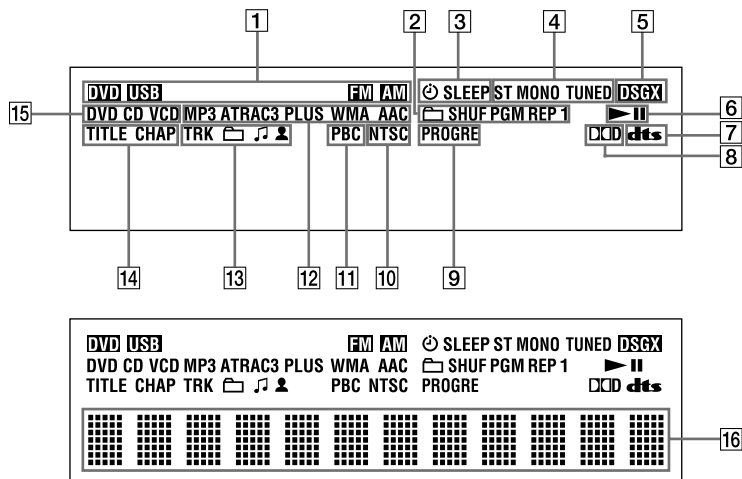 1 2 3 4 5
DVD USB FM AM SLEEP ST MONO TUNED DSGX
15 DVD CD VCD MP3 ATRAC3 PLUS WMA AAC SHUF PGM REP 1 6
TITLE CHAP TRK PBC NTSC PROGRE dts 7
8
14 13 12 11 10 9
DVD USB FM AM SLEEP ST MONO TUNED DSGX
DVD CD VCD MP3 ATRAC3 PLUS WMA AAC SHUF PGM REP 1
TITLE CHAP TRK PBC NTSC PROGRE dts
16